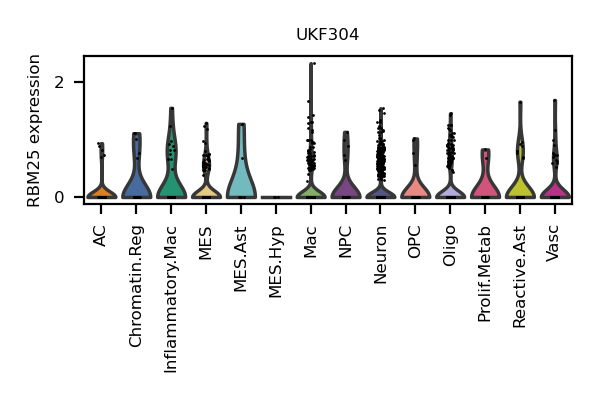 UKF304
RBM25 expression
2
0
AC
Chromatin.Reg
Inflammatory.Mac
MES
MES.Ast
MES.Hyp
Mac
NPC
Neuron
OPC
Oligo
Prolif.Metab
Reactive.Ast
Vasc